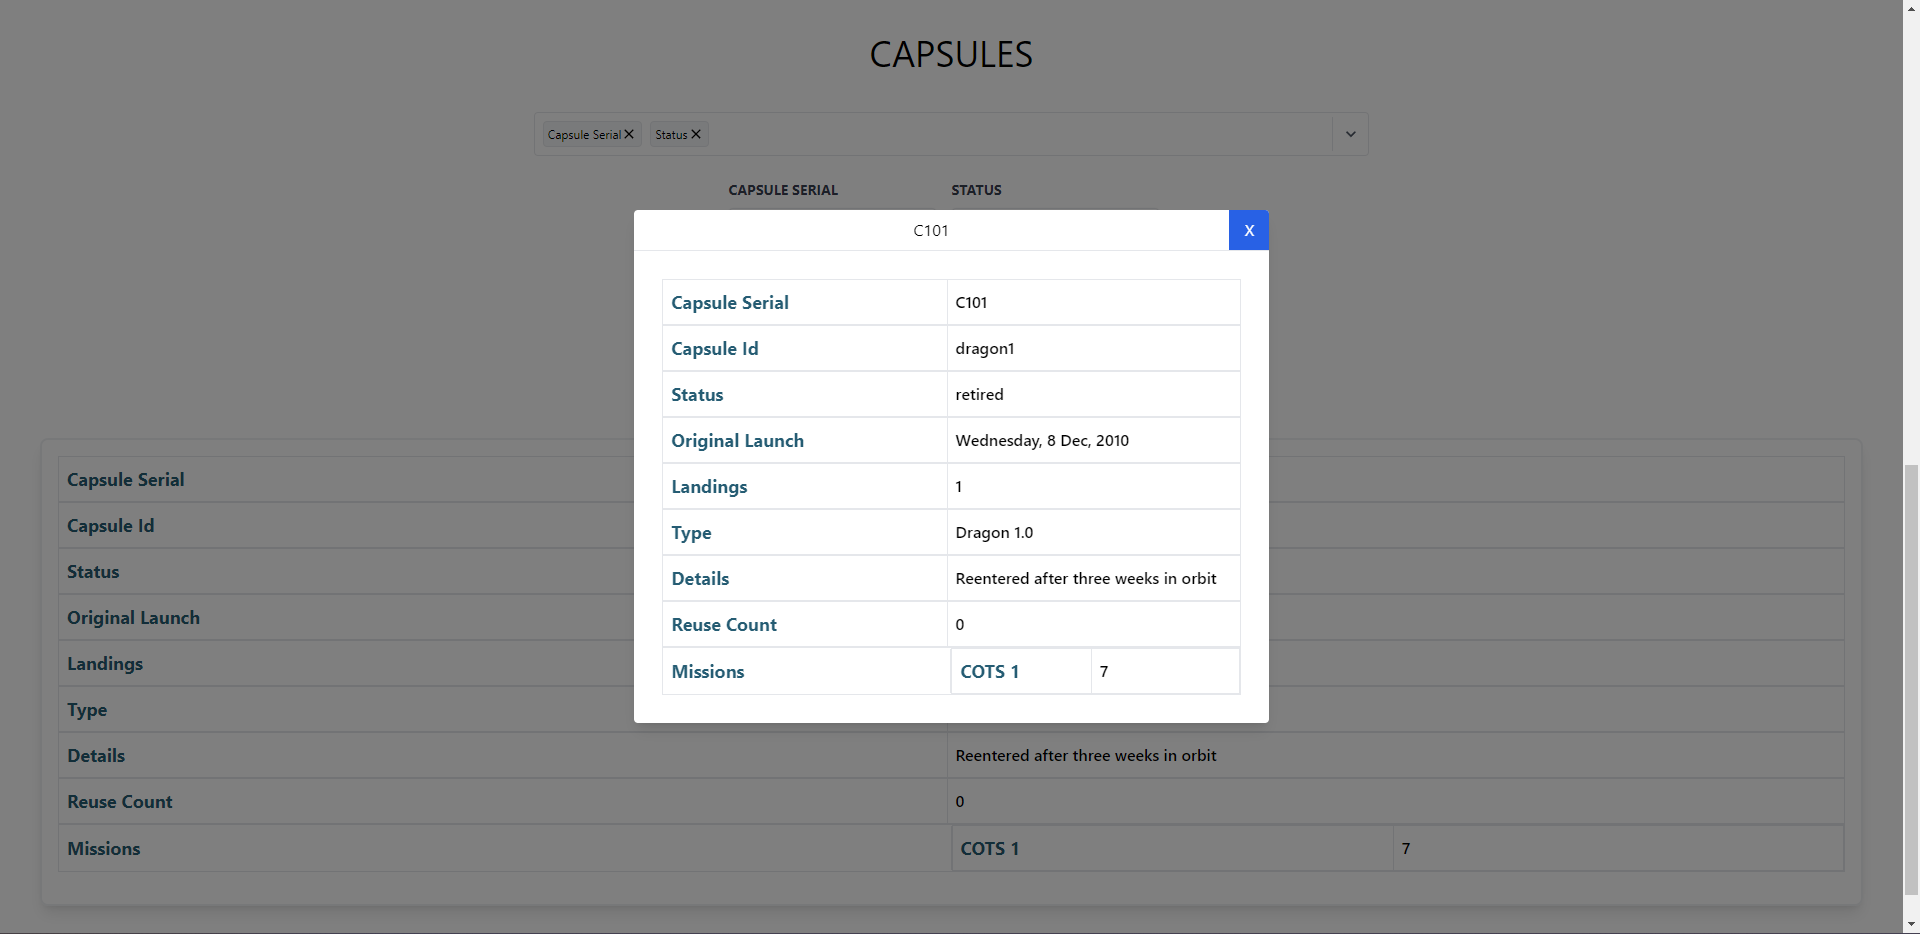 CAPSULES
Capsule Serial Status
CAPSULE SERIAL STATUS
C101 X
Capsule Serial C101
Capsule Id dragon1
Status retired
Original Launch Wednesday, 8 Dec, 2010
Landings 1
Type Dragon 1.0
Details Reentered after three weeks in orbit
Reuse Count 0
Missions COTS 1 7
Capsule Serial
Capsule Id
Status
Original Launch
Landings
Type
Details Reentered after three weeks in orbit
Reuse Count 0
Missions COTS 1 7